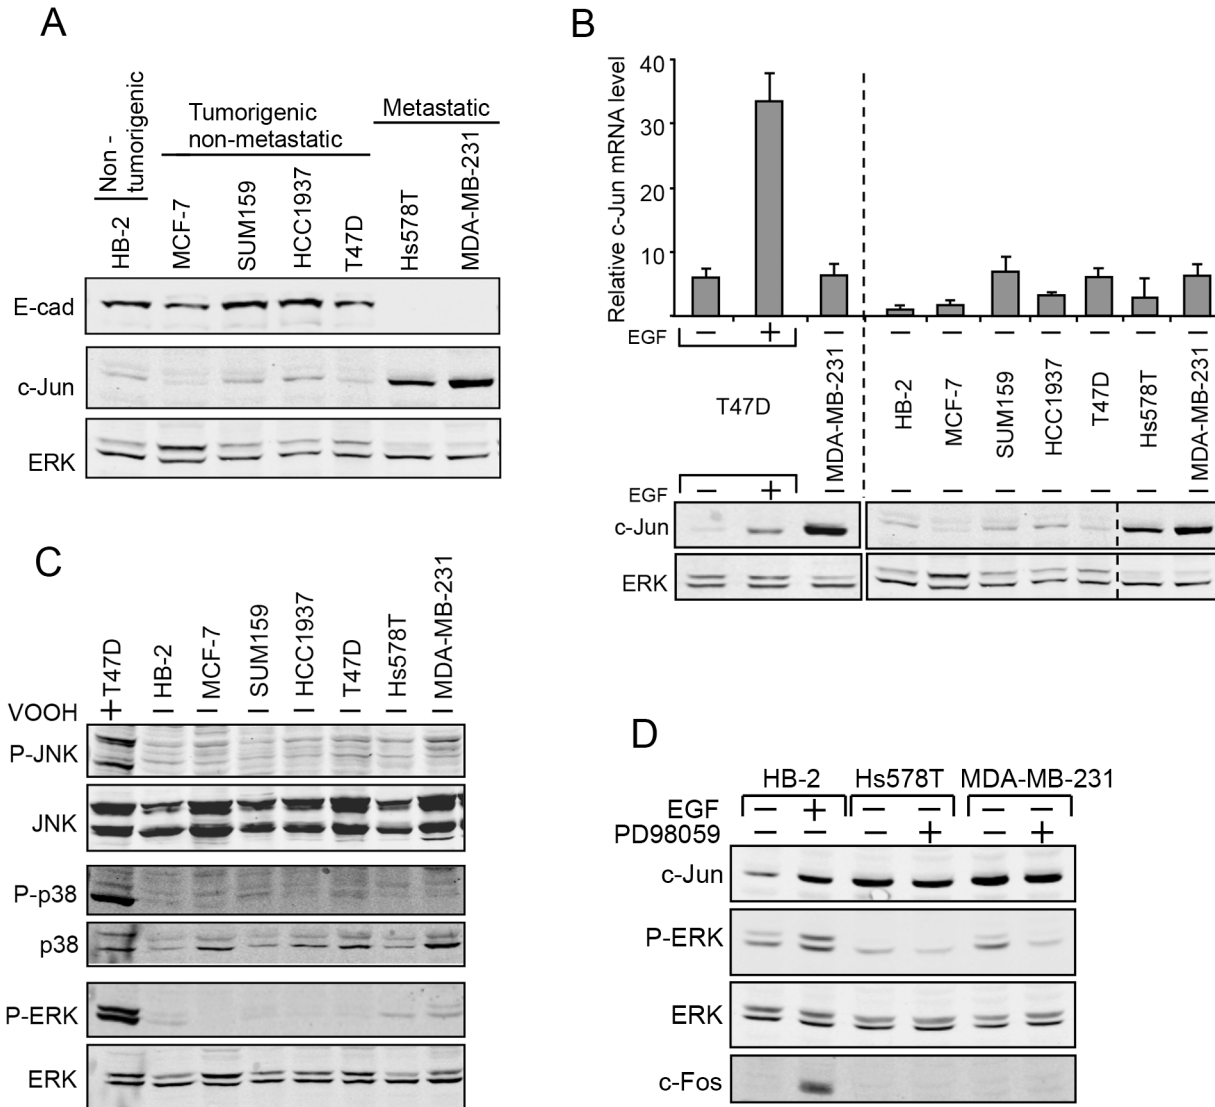 A
Non -
tumorigenic
Tumorigenic
non-metastatic
Metastatic
HB-2
MCF-7
SUM159
HCC1937
T47D
Hs578T
MDA-MB-231
E-cad
c-Jun
ERK
B
Relative c-Jun mRNA level
40
30
20
10
EGF − + − − − − − − − −
T47D
MDA-MB-231
HB-2
MCF-7
SUM159
HCC1937
T47D
Hs578T
MDA-MB-231
EGF − + − − − − − − − −
c-Jun
ERK
C
T47D
HB-2
MCF-7
SUM159
HCC1937
T47D
Hs578T
MDA-MB-231
VOOH + − − − − − − −
P-JNK
JNK
P-p38
p38
P-ERK
ERK
D
HB-2 Hs578T MDA-MB-231
EGF − + − − − −
PD98059 − − − + − +
c-Jun
P-ERK
ERK
c-Fos